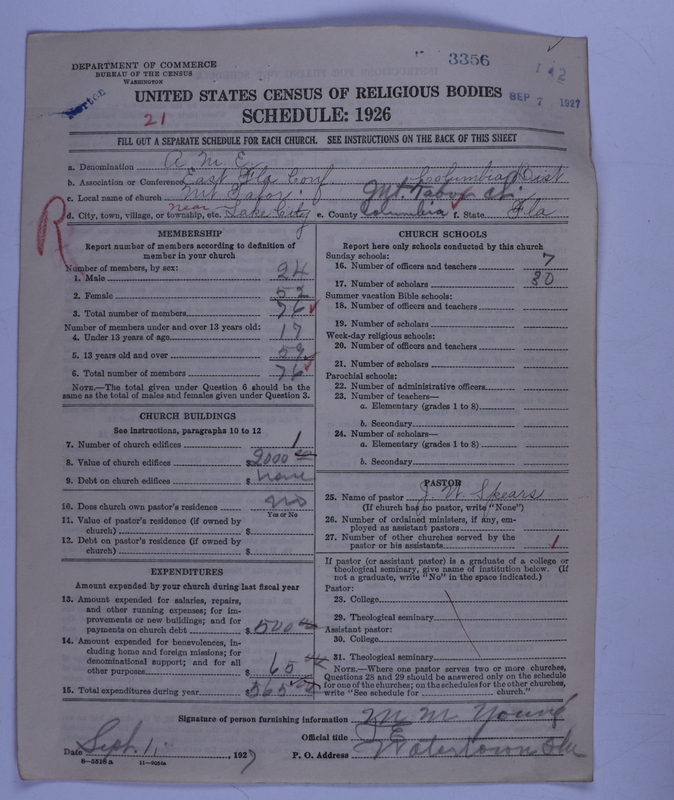 3356
DEPARTMENT OF COMMERCE
BUREAU OF THE CENSUS
WASHINGTON
Norton
21
UNITED STATES CENSUS OF RELIGIOUS BODIES
SEP 7 1927
SCHEDULE: 1926
FILL OUT A SEPARATE SCHEDULE FOR EACH CHURCH. SEE INSTRUCTIONS ON THE BACK OF THIS SHEET
a. Denomination A M E
b. Association or Conference East Fla Conf Columbia Dist
c. Local name of church Mt. Tabor Mt. Tabor ch.
d. City, town, village, or township, etc. near Lake City e. County Columbia f. State Fla
R
MEMBERSHIP
Report number of members according to definition of member in your church
Number of members, by sex:
1. Male 24
2. Female 52
3. Total number of members 76
Number of members under and over 13 years old:
4. Under 13 years of age 17
5. 13 years old and over 59
6. Total number of members 76
NOTE.—The total given under Question 6 should be the same as the total of males and females given under Question 3.
CHURCH BUILDINGS
See instructions, paragraphs 10 to 12
7. Number of church edifices 1
8. Value of church edifices $2000 00
9. Debt on church edifices $ none
10. Does church own pastor's residence no
Yes or No
11. Value of pastor's residence (if owned by church) $
12. Debt on pastor's residence (if owned by church) $
EXPENDITURES
Amount expended by your church during last fiscal year
13. Amount expended for salaries, repairs, and other running expenses; for improvements or new buildings; and for payments on church debt $500
14. Amount expended for benevolences, including home and foreign missions; for denominational support; and for all other purposes $65
15. Total expenditures during year $565
CHURCH SCHOOLS
Report here only schools conducted by this church
Sunday schools:
16. Number of officers and teachers 7
17. Number of scholars 30
Summer vacation Bible schools:
18. Number of officers and teachers
19. Number of scholars
Week-day religious schools:
20. Number of officers and teachers
21. Number of scholars
Parochial schools:
22. Number of administrative officers
23. Number of teachers—
a. Elementary (grades 1 to 8)
b. Secondary
24. Number of scholars—
a. Elementary (grades 1 to 8)
b. Secondary
PASTOR
25. Name of pastor J. W. Spears
(If church has no pastor, write "None")
26. Number of ordained ministers, if any, employed as assistant pastors
27. Number of other churches served by the pastor or his assistants 1
If pastor (or assistant pastor) is a graduate of a college or theological seminary, give name of institution below. (If not a graduate, write "No" in the space indicated.)
Pastor:
28. College
29. Theological seminary
Assistant pastor:
30. College
31. Theological seminary
NOTE.—Where one pastor serves two or more churches, Questions 28 and 29 should be answered only on the schedule for one of the churches; on the schedules for the other churches, write "See schedule for church."
Signature of person furnishing information M M Young
Official title
Date Sept. 1, 1927 P. O. Address Watertown Fla
8-5518a 11-9264a